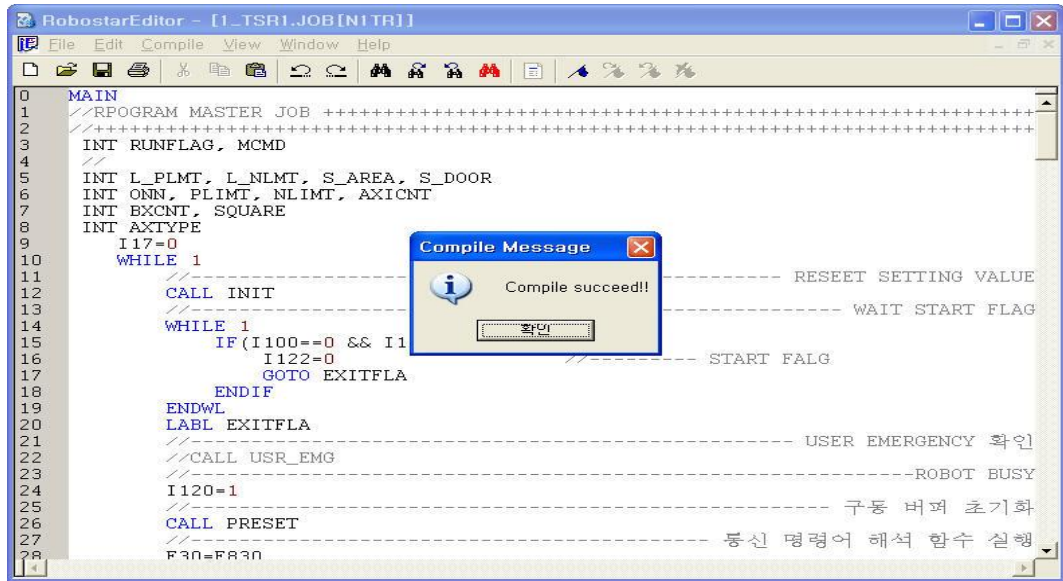 RobostarEditor - [1_TSR1.JOB[N1TR]]
File Edit Compile View Window Help
0 MAIN
1 //RPOGRAM MASTER JOB ++++++++++++++++++++++++++++++++++++++++++++++++++++++++++++
2 //++++++++++++++++++++++++++++++++++++++++++++++++++++++++++++++++++++++++++++++
3 INT RUNFLAG, MCMD
4 //
5 INT L_PLMT, L_NLMT, S_AREA, S_DOOR
6 INT ONN, PLIMT, NLIMT, AXICNT
7 INT BXCNT, SQUARE
8 INT AXTYPE
9 I17=0
10 WHILE 1
11 //------------------ ---------- RESEET SETTING VALUE
12 CALL INIT
13 //------------------ --------------- WAIT START FLAG
14 WHILE 1
15 IF(I100==0 && I1
16 I122=0 //--------- START FALG
17 GOTO EXITFLA
18 ENDIF
19 ENDWL
20 LABL EXITFLA
21 //-------------------------------------------------- USER EMERGENCY 확인
22 //CALL USR_EMG
23 //------------------------------------------------------------ROBOT BUSY
24 I120=1
25 //----------------------------------------------------- 구동 버퍼 초기화
26 CALL PRESET
27 //------------------------------------------- 통신 명령어 해석 함수 실행
28 F30=F830
Compile Message
Compile succeed!!
확인